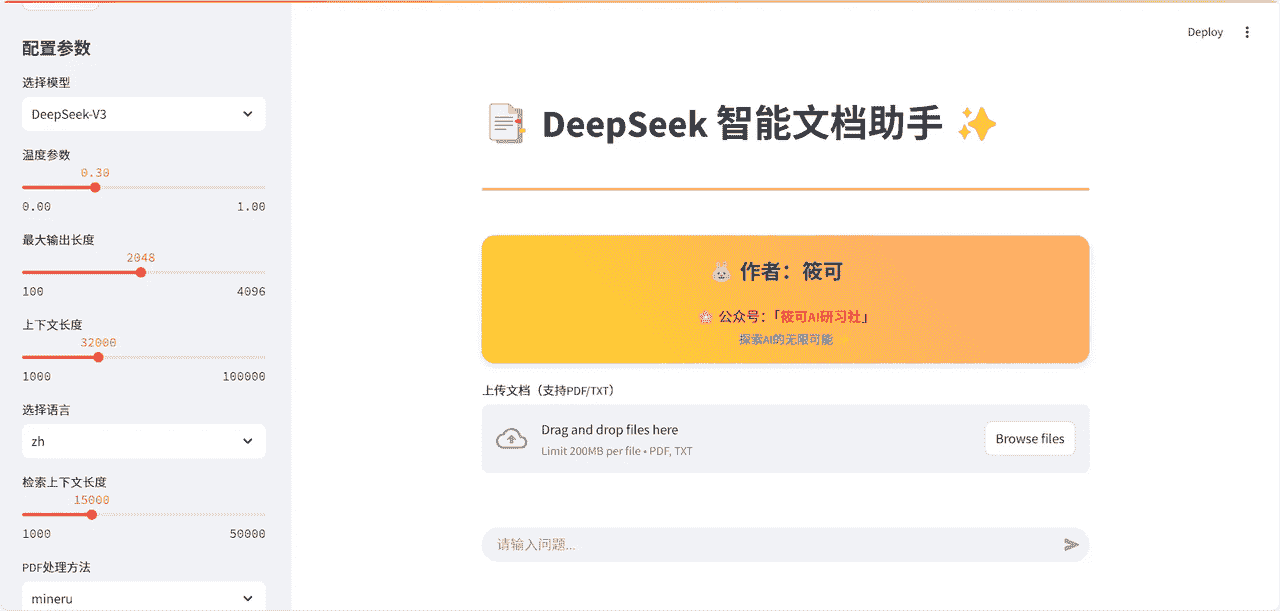 配置参数
选择模型
DeepSeek-V3
温度参数
0.30
0.00 1.00
最大输出长度
2048
100 4096
上下文长度
32000
1000 100000
选择语言
zh
检索上下文长度
15000
1000 50000
PDF处理方法
mineru
Deploy
DeepSeek 智能文档助手
作者：筱可
公众号：「筱可AI研习社」
探索AI的无限可能
上传文档（支持PDF/TXT）
Drag and drop files here
Limit 200MB per file • PDF, TXT
Browse files
请输入问题...